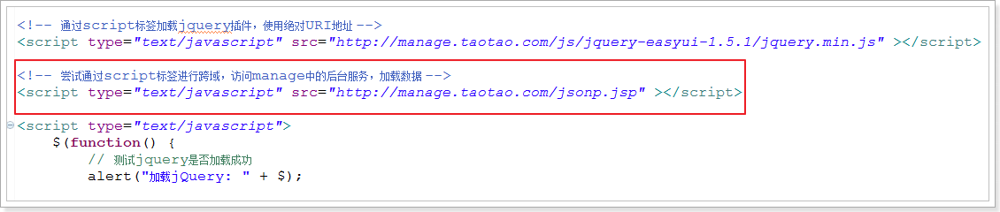 <!-- 通过script标签加载jquery插件，使用绝对URI地址 -->
<script type="text/javascript" src="http://manage.taotao.com/js/jquery-easyui-1.5.1/jquery.min.js" ></script>
<!-- 尝试通过script标签进行跨域，访问manage中的后台服务，加载数据 -->
<script type="text/javascript" src="http://manage.taotao.com/jsonp.jsp" ></script>
<script type="text/javascript">
$(function() {
// 测试jquery是否加载成功
alert("加载jQuery: " + $);